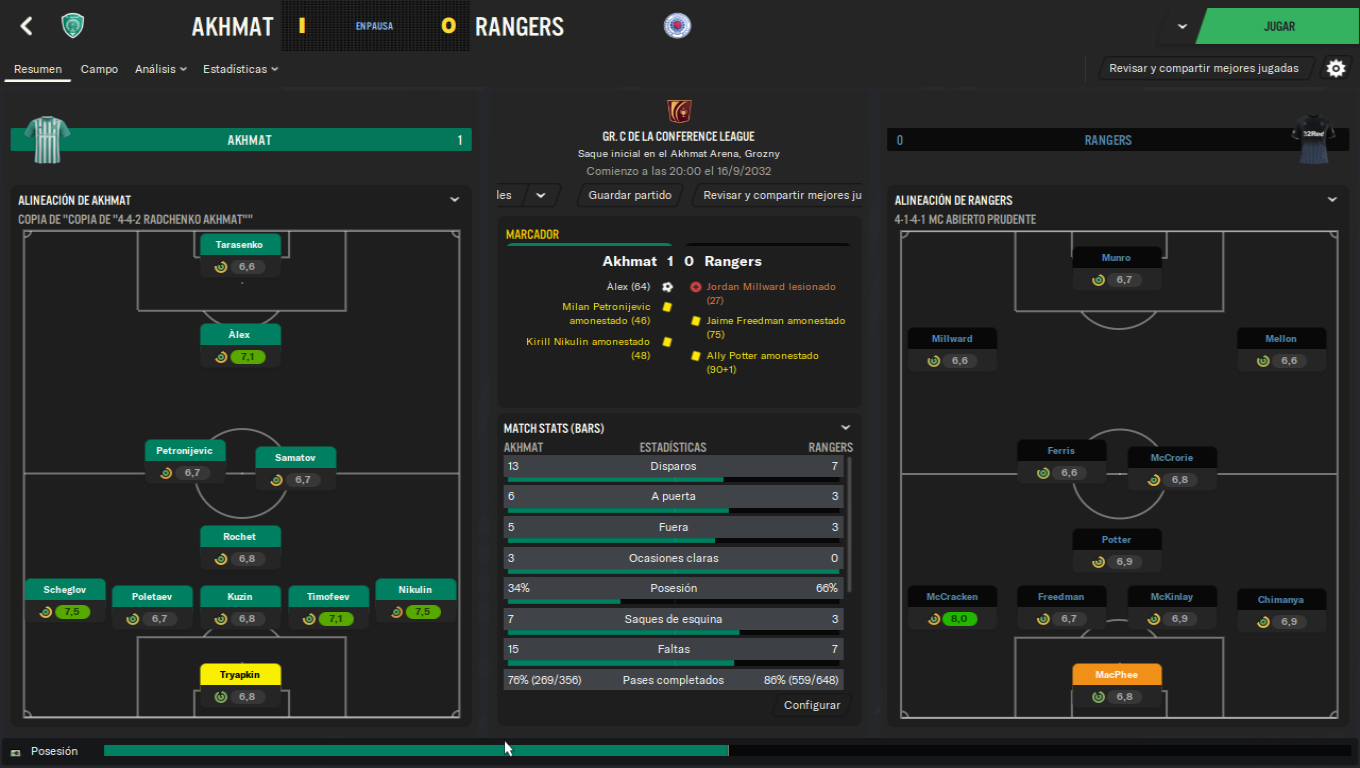 AKHMAT 1 EN PAUSA 0 RANGERS
JUGAR
Resumen Campo Análisis Estadísticas
Revisar y compartir mejores jugadas
AKHMAT 1
GR. C DE LA CONFERENCE LEAGUE
Saque inicial en el Akhmat Arena, Grozny
Comienzo a las 20:00 el 16/9/2032
les Guardar partido Revisar y compartir mejores ju
0 RANGERS
32Red
ALINEACIÓN DE AKHMAT
COPIA DE "COPIA DE "4-4-2 RADCHENKO AKHMAT""
Tarasenko
6,6
Àlex
7,1
Petronijevic
6,7
Samatov
6,7
Rochet
6,8
Scheglov
7,5
Poletaev
6,7
Kuzin
6,8
Timofeev
7,1
Nikulin
7,5
Tryapkin
6,8
MARCADOR
Akhmat 1 0 Rangers
Àlex (64)
Milan Petronijevic
amonestado (46)
Kirill Nikulin amonestado
(48)
Jordan Millward lesionado
(27)
Jaime Freedman amonestado
(75)
Ally Potter amonestado
(90+1)
MATCH STATS (BARS)
AKHMAT ESTADÍSTICAS RANGERS
13 Disparos 7
6 A puerta 3
5 Fuera 3
3 Ocasiones claras 0
34% Posesión 66%
7 Saques de esquina 3
15 Faltas 7
76% (269/356) Pases completados 86% (559/648)
Configurar
ALINEACIÓN DE RANGERS
4-1-4-1 MC ABIERTO PRUDENTE
Munro
6,7
Millward
6,6
Mellon
6,6
Ferris
6,6
McCrorie
6,8
Potter
6,9
McCracken
8,0
Freedman
6,7
McKinlay
6,9
Chimanya
6,9
MacPhee
6,8
Posesión